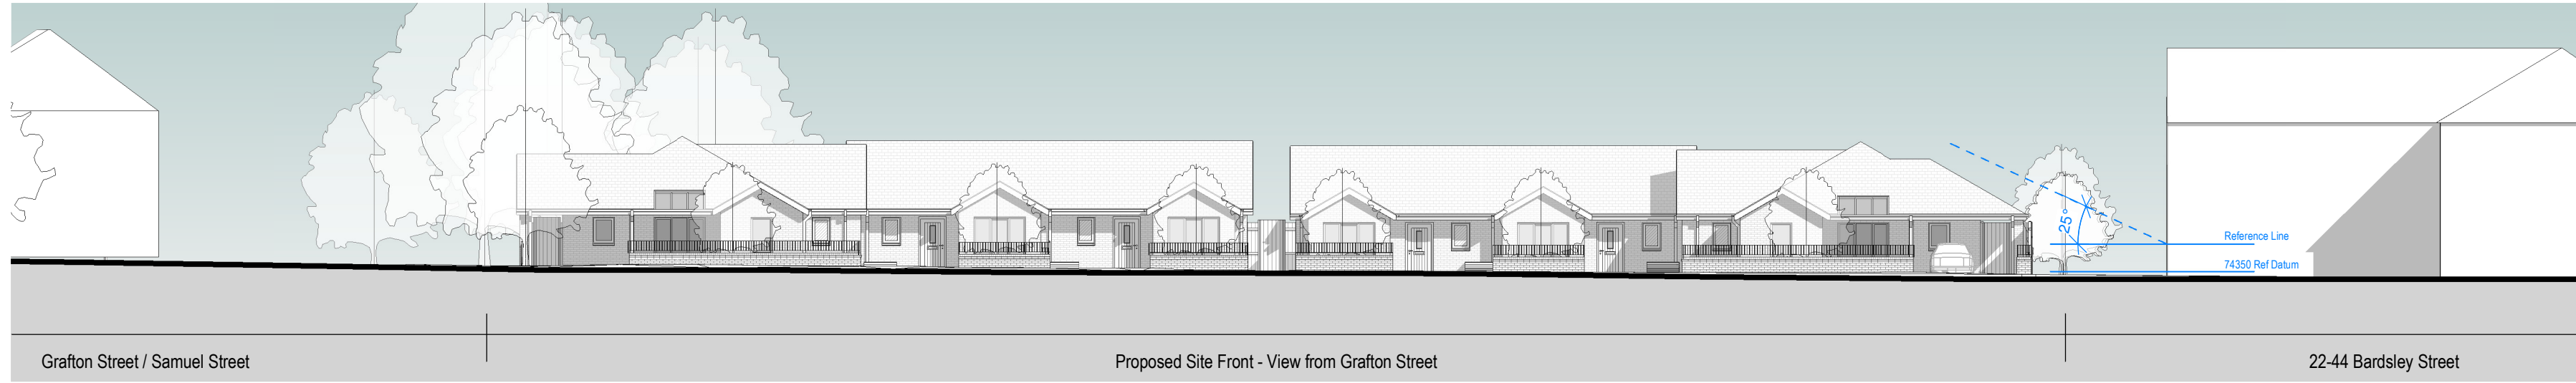 7
25°
Reference Line
74350 Ref Datum
Grafton Street / Samuel Street
Proposed Site Front - View from Grafton Street
22-44 Bardsley Street